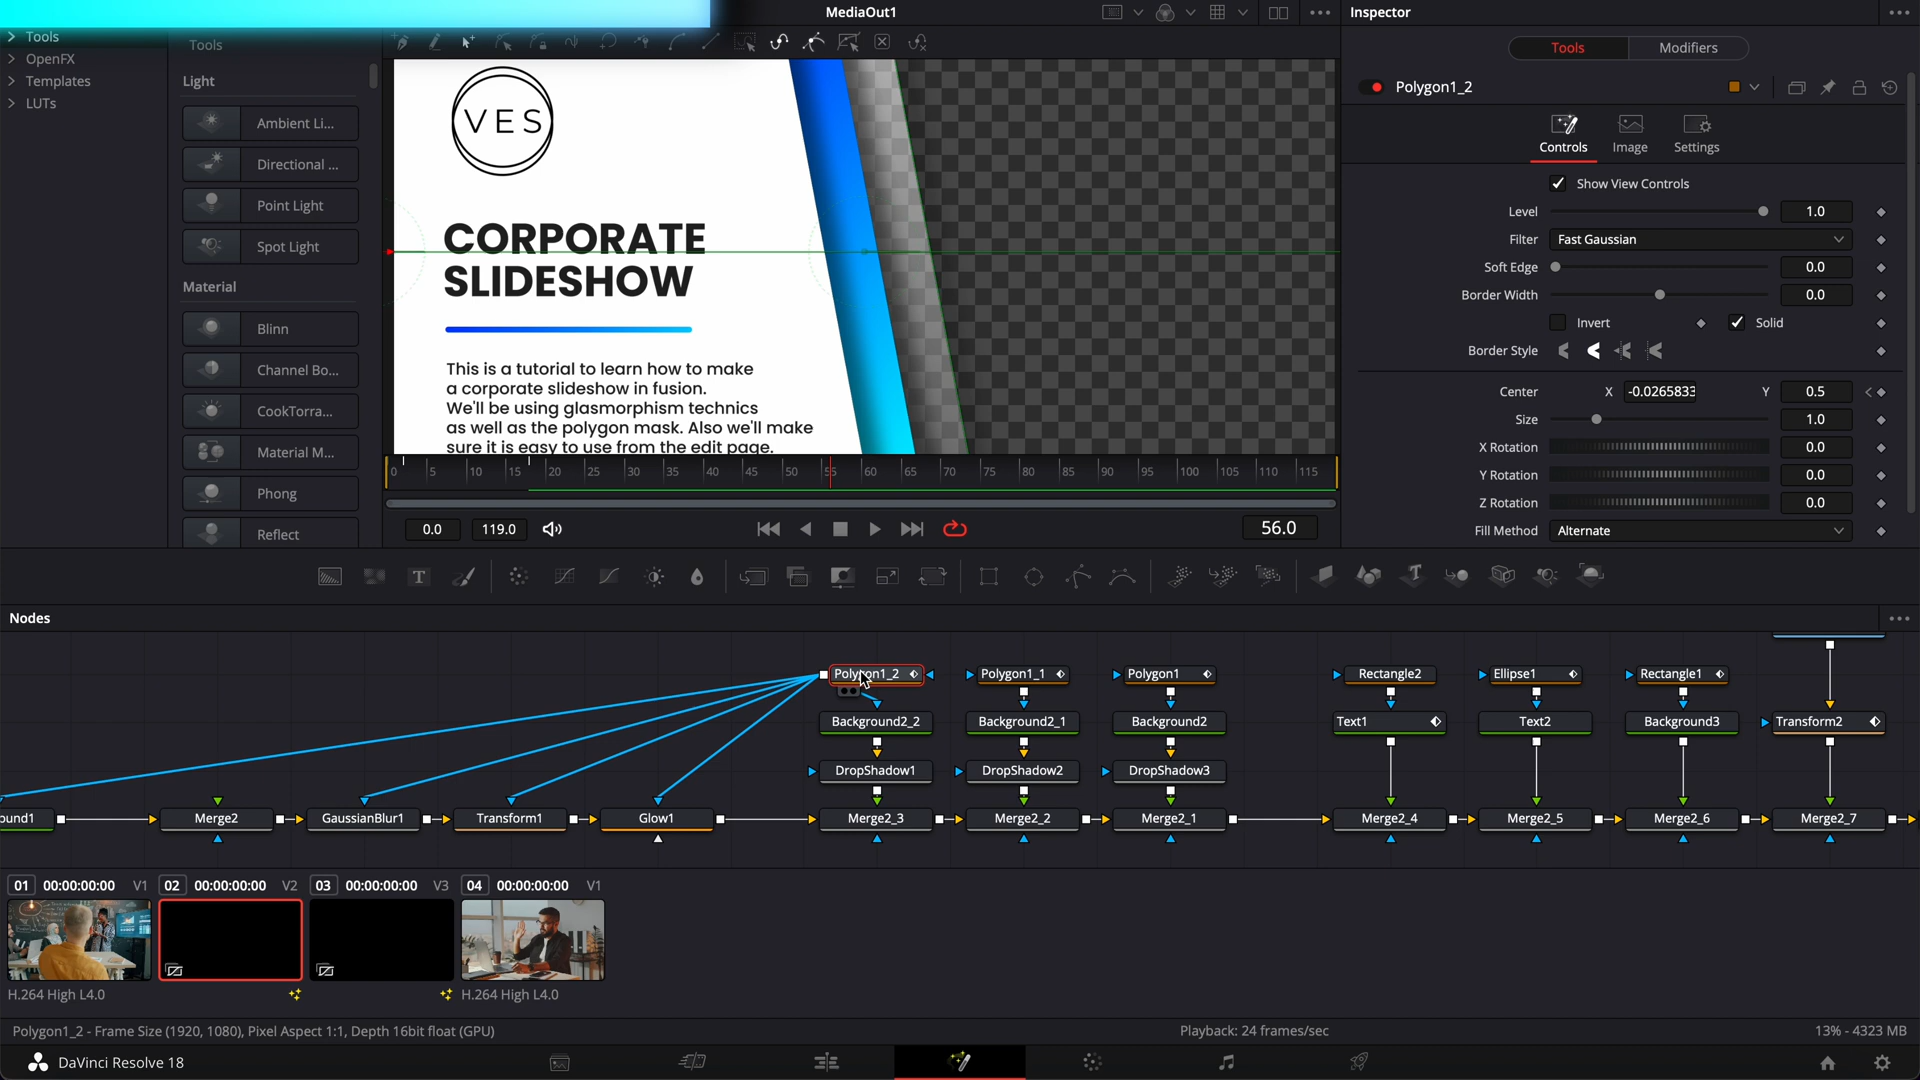 MediaOut1
Inspector
Tools
OpenFX
Templates
LUTs
Tools
Light
Ambient Li...
Directional ...
Point Light
Spot Light
Material
Blinn
Channel Bo...
CookTorra...
Material M...
Phong
Reflect
VES
CORPORATE
SLIDESHOW
This is a tutorial to learn how to make
a corporate slideshow in fusion.
We'll be using glasmorphism technics
as well as the polygon mask. Also we'll make
sure it is easy to use from the edit page.
0 5 10 15 20 25 30 35 40 45 50 55 60 65 70 75 80 85 90 95 100 105 110 115
0.0 119.0 56.0
Tools Modifiers
Polygon1_2
Controls Image Settings
Show View Controls
Level 1.0
Filter Fast Gaussian
Soft Edge 0.0
Border Width 0.0
Invert Solid
Border Style
Center X -0.0265833 Y 0.5
Size 1.0
X Rotation 0.0
Y Rotation 0.0
Z Rotation 0.0
Fill Method Alternate
Nodes
Polygon1_2 Polygon1_1 Polygon1 Rectangle2 Ellipse1 Rectangle1
Background2_2 Background2_1 Background2 Text1 Text2 Background3 Transform2
DropShadow1 DropShadow2 DropShadow3
ound1 Merge2 GaussianBlur1 Transform1 Glow1 Merge2_3 Merge2_2 Merge2_1 Merge2_4 Merge2_5 Merge2_6 Merge2_7
01 00:00:00:00 V1 02 00:00:00:00 V2 03 00:00:00:00 V3 04 00:00:00:00 V1
H.264 High L4.0 H.264 High L4.0
Polygon1_2 - Frame Size (1920, 1080), Pixel Aspect 1:1, Depth 16bit float (GPU)
Playback: 24 frames/sec
13% - 4323 MB
DaVinci Resolve 18